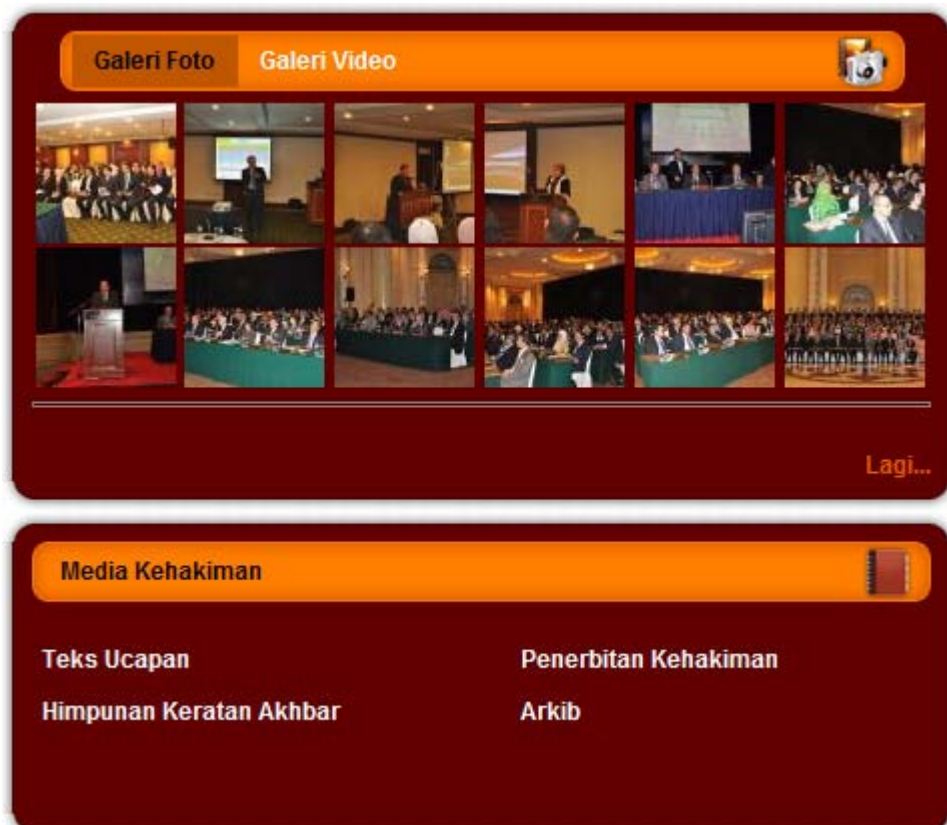 Galeri Foto Galeri Video
Lagi...
Media Kehakiman
Teks Ucapan Penerbitan Kehakiman
Himpunan Keratan Akhbar Arkib